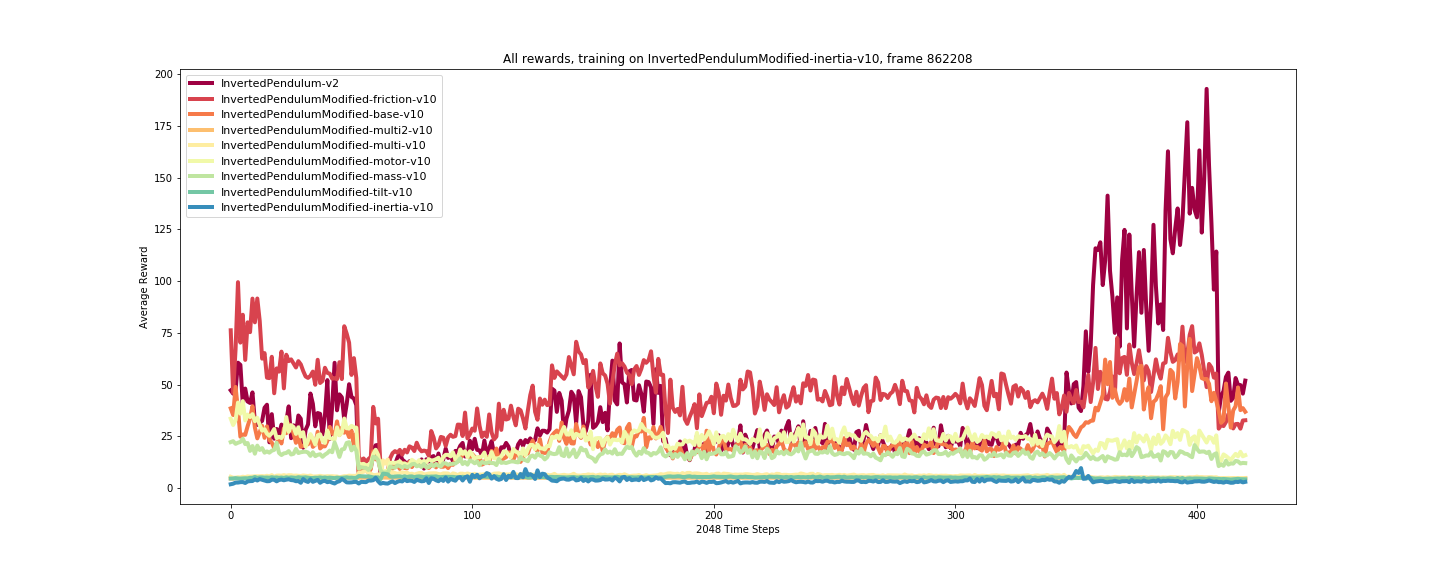 All rewards, training on InvertedPendulumModified-inertia-v10, frame 862208
200
175
150
125
100
75
50
25
0
Average Reward
InvertedPendulum-v2
InvertedPendulumModified-friction-v10
InvertedPendulumModified-base-v10
InvertedPendulumModified-multi2-v10
InvertedPendulumModified-multi-v10
InvertedPendulumModified-motor-v10
InvertedPendulumModified-mass-v10
InvertedPendulumModified-tilt-v10
InvertedPendulumModified-inertia-v10
0 100 200 300 400
2048 Time Steps